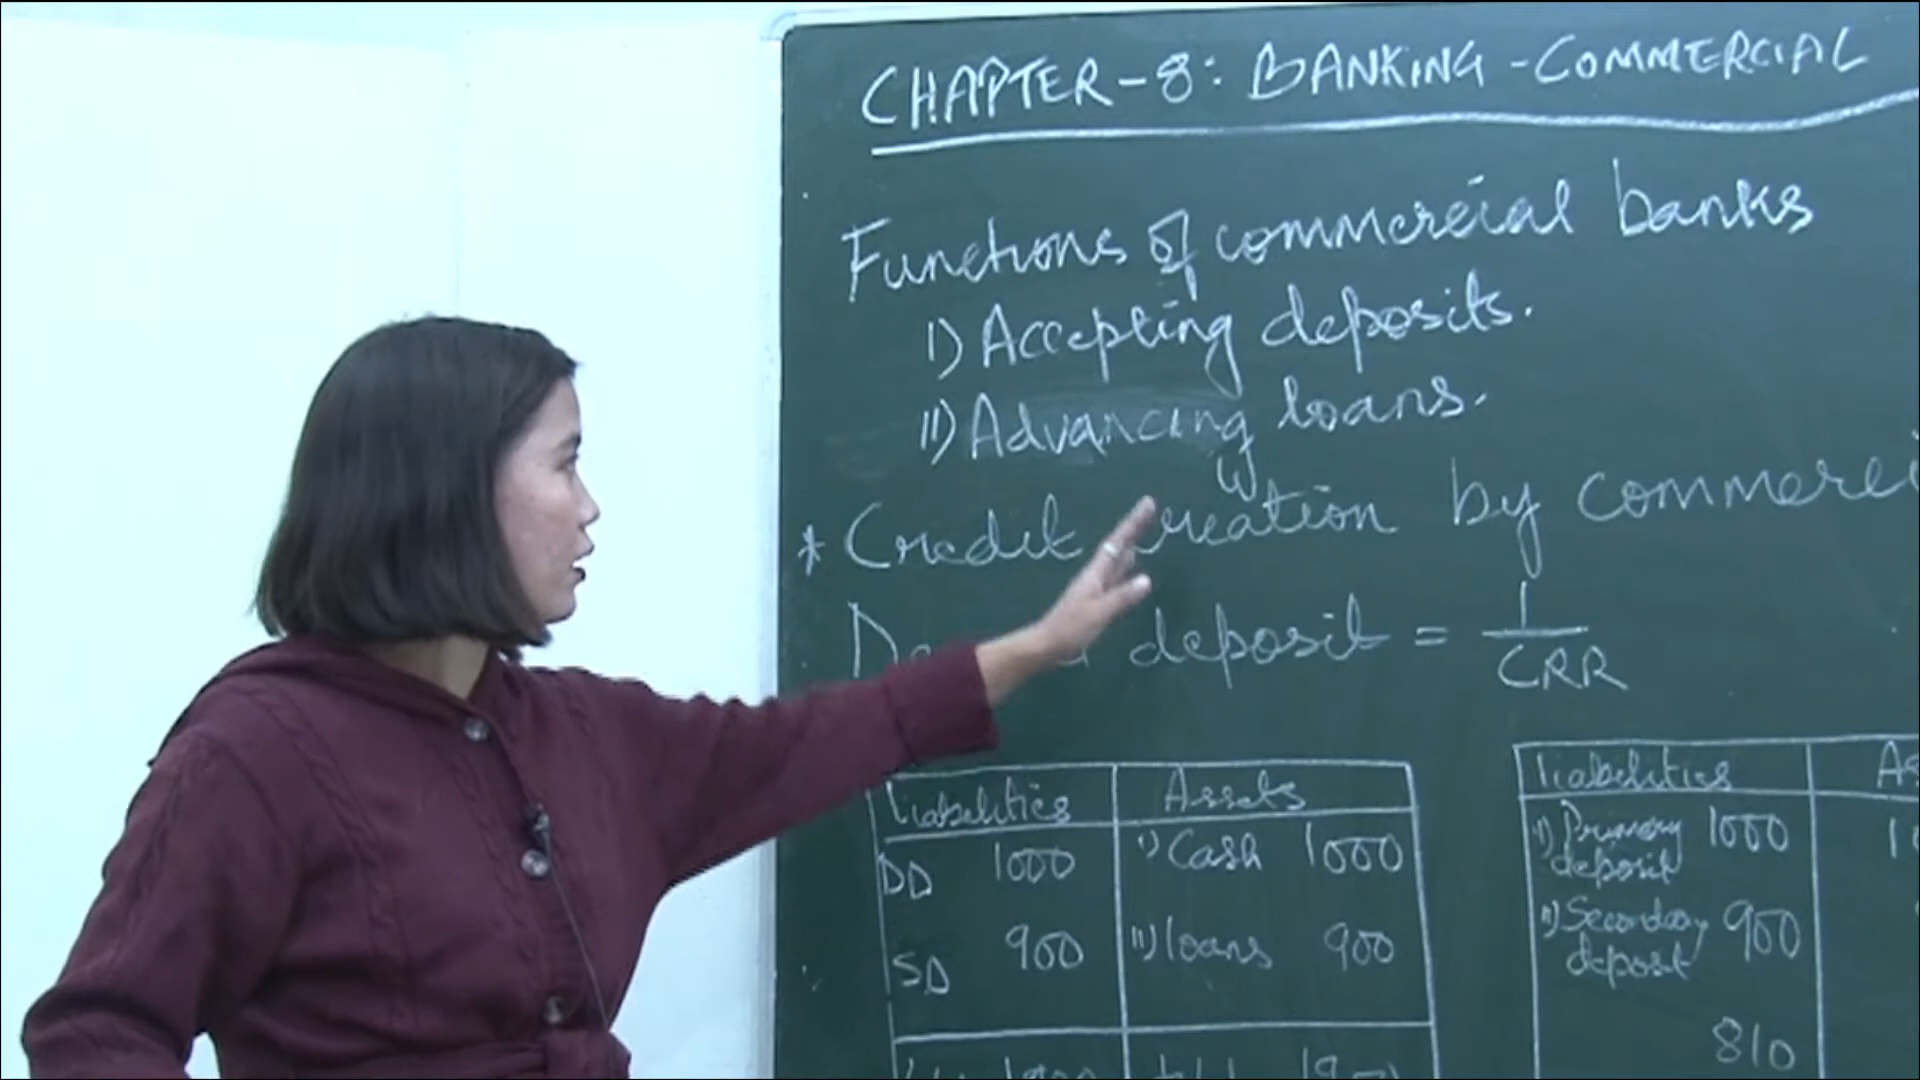 CHAPTER-8: BANKING-COMMERCIAL
Functions of commercial banks
I) Accepting deposits.
II) Advancing loans.
* Credit creation by commerci
deposit = 1
CRR
Liabilities Assets
DD 1000 i) Cash 1000
SD 900 ii) loans 900
Liabilities As
i) Primary deposit 1000
ii) Secondary deposit 900
810